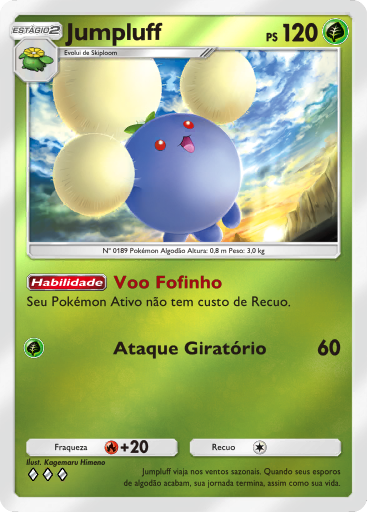 ESTÁGIO 2
Jumpluff
PS 120
Evolui de Skiploom
Nº 0189 Pokémon Algodão Altura: 0,8 m Peso: 3,0 kg
Habilidade Voo Fofinho
Seu Pokémon Ativo não tem custo de Recuo.
Ataque Giratório 60
Fraqueza +20 Recuo
Ilust. Kagemaru Himeno
Jumpluff viaja nos ventos sazonais. Quando seus esporos
de algodão acabam, sua jornada termina, assim como sua vida.